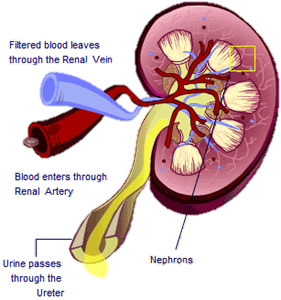 Filtered blood leaves
through the Renal Vein
Blood enters through
Renal Artery
Nephrons
Urine passes
through the
Ureter